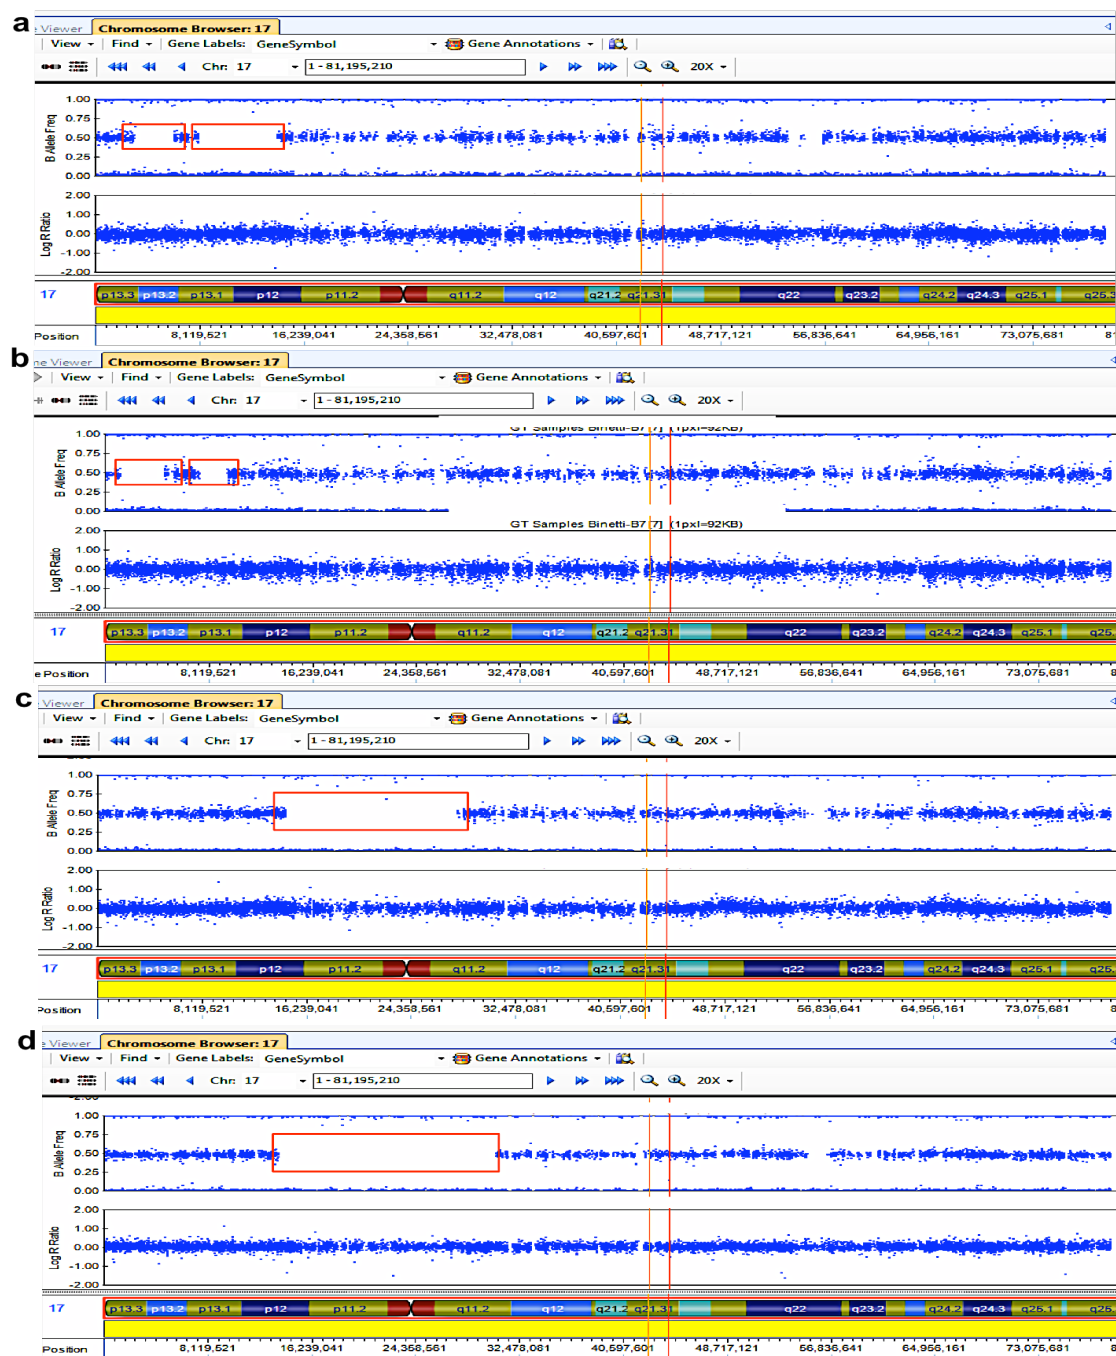 a
e Viewer Chromosome Browser: 17
View Find Gene Labels: GeneSymbol Gene Annotations
Chr: 17 1 - 81,195,210 20X
1.00
0.75
0.50
0.25
0.00
B Allele Freq
2.00
1.00
0.00
-1.00
-2.00
Log R Ratio
17 p13.3 p13.2 p13.1 p12 p11.2 q11.2 q12 q21.2 q21.31 q22 q23.2 q24.2 q24.3 q25.1 q25.3
Position 8,119,521 16,239,041 24,358,561 32,478,081 40,597,601 48,717,121 56,836,641 64,956,161 73,075,681 81
b
ne Viewer Chromosome Browser: 17
View Find Gene Labels: GeneSymbol Gene Annotations
Chr: 17 1 - 81,195,210 20X
GT Samples Binetti-B7 [7] (1pxl=92KB)
1.00
0.75
0.50
0.25
0.00
B Allele Freq
GT Samples Binetti-B7 [7] (1pxl=92KB)
2.00
1.00
0.00
-1.00
-2.00
Log R Ratio
17 p13.3 p13.2 p13.1 p12 p11.2 q11.2 q12 q21.2 q21.31 q22 q23.2 q24.2 q24.3 q25.1 q25.
e Position 8,119,521 16,239,041 24,358,561 32,478,081 40,597,601 48,717,121 56,836,641 64,956,161 73,075,681 8
c
Viewer Chromosome Browser: 17
View Find Gene Labels: GeneSymbol Gene Annotations
Chr: 17 1 - 81,195,210 20X
1.00
0.75
0.50
0.25
0.00
B Allele Freq
2.00
1.00
0.00
-1.00
-2.00
Log R Ratio
17 p13.3 p13.2 p13.1 p12 p11.2 q11.2 q12 q21.2 q21.31 q22 q23.2 q24.2 q24.3 q25.1 q25.
Position 8,119,521 16,239,041 24,358,561 32,478,081 40,597,601 48,717,121 56,836,641 64,956,161 73,075,681 8
d
e Viewer Chromosome Browser: 17
View Find Gene Labels: GeneSymbol Gene Annotations
Chr: 17 1 - 81,195,210 20X
-2.00
1.00
0.75
0.50
0.25
0.00
B Allele Freq
2.00
1.00
0.00
-1.00
-2.00
Log R Ratio
17 p13.3 p13.2 p13.1 p12 p11.2 q11.2 q12 q21.2 q21.31 q22 q23.2 q24.2 q24.3 q25.1 q25.
Position 8,119,521 16,239,041 24,358,561 32,478,081 40,597,601 48,717,121 56,836,641 64,956,161 73,075,681 8